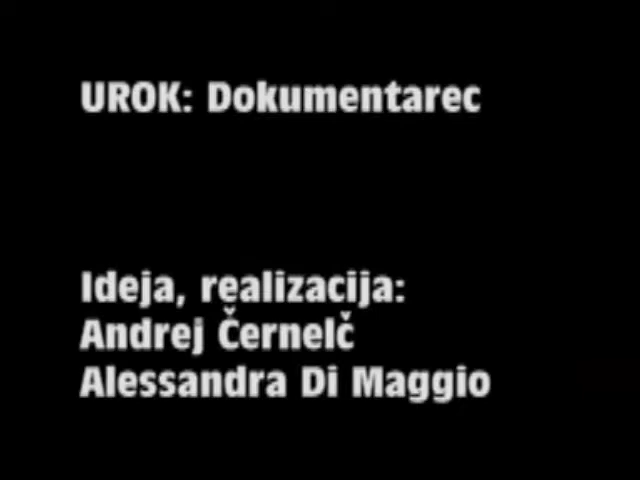 UROK: Dokumentarec
Ideja, realizacija:
Andrej Černelč
Alessandra Di Maggio